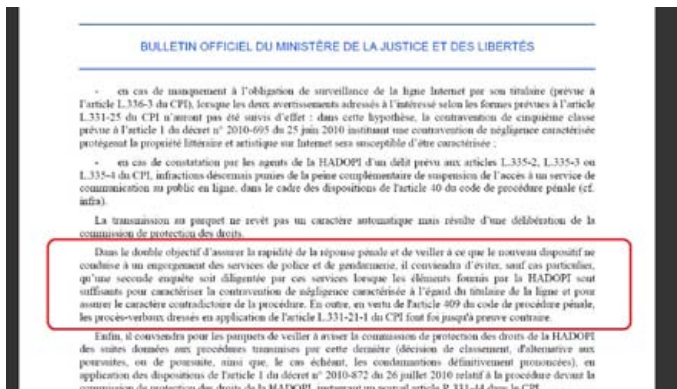 BULLETIN OFFICIEL DU MINISTÈRE DE LA JUSTICE ET DES LIBERTÉS
- en cas de manquement à l'obligation de surveillance de la ligne Internet par son titulaire (prévue à
l'article L.336-3 du CPI), lorsque les deux avertissements adressés à l'intéressé selon les formes prévues à l'article
L.331-25 du CPI n'auront pas été suivis d'effet : dans cette hypothèse, la contravention de cinquième classe
prévue à l'article 1 du décret n° 2010-695 du 25 juin 2010 instituant une contravention de négligence caractérisée
protégeant la propriété littéraire et artistique sur Internet sera susceptible d'être caractérisée ;
- en cas de constatation par les agents de la HADOPI d'un délit prévu aux articles L.335-2, L.335-3 ou
L.335-4 du CPI, infractions désormais punies de la peine complémentaire de suspension de l'accès à un service de
communication au public en ligne, dans le cadre des dispositions de l'article 40 du code de procédure pénale (cf.
infra).
La transmission au parquet ne revêt pas un caractère automatique mais résulte d'une délibération de la
commission de protection des droits.
Dans le double objectif d'assurer la rapidité de la réponse pénale et de veiller à ce que le nouveau dispositif ne
conduise à un engorgement des services de police et de gendarmerie, il conviendra d'éviter, sauf cas particulier,
qu'une seconde enquête soit diligentée par ces services lorsque les éléments fournis par la HADOPI sont
suffisants pour caractériser la contravention de négligence caractérisée à l'égard du titulaire de la ligne et pour
assurer le caractère contradictoire de la procédure. En outre, en vertu de l'article 409 du code de procédure pénale,
les procès-verbaux dressés en application de l'article L.331-21-1 du CPI font foi jusqu'à preuve contraire.
Enfin, il conviendra pour les parquets de veiller à aviser la commission de protection des droits de la HADOPI
des suites données aux procédures transmises par cette dernière (décision de classement, d'alternative aux
poursuites, ou de poursuite, ainsi que, le cas échéant, les condamnations définitivement prononcées), en
application des dispositions de l'article 1 du décret n° 2010-872 du 26 juillet 2010 relatif à la procédure devant la
commission de protection des droits de la HADOPI, instaurant un nouvel article R.331-44 dans le CPI.